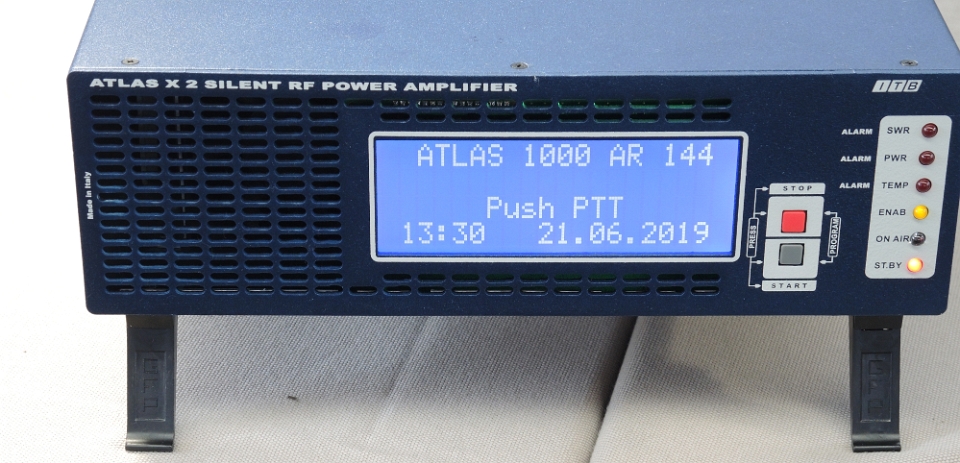 ATLAS X 2 SILENT RF POWER AMPLIFIER
ITB
Made in Italy
ATLAS 1000 AR 144
Push PTT
13:30 21.06.2019
STOP
PRESS
PROGRAM
START
ALARM SWR
ALARM PWR
ALARM TEMP
ENAB
ON AIR
ST.BY